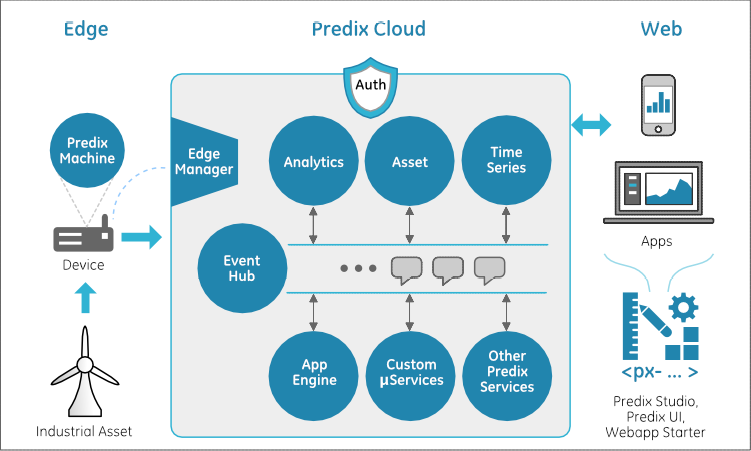 Edge
Predix Cloud
Web
Auth
Predix
Machine
Edge
Manager
Analytics
Asset
Time
Series
Device
Event
Hub
Apps
App
Engine
Custom
µServices
Other
Predix
Services
Industrial Asset
<px- ... >
Predix Studio,
Predix UI,
Webapp Starter